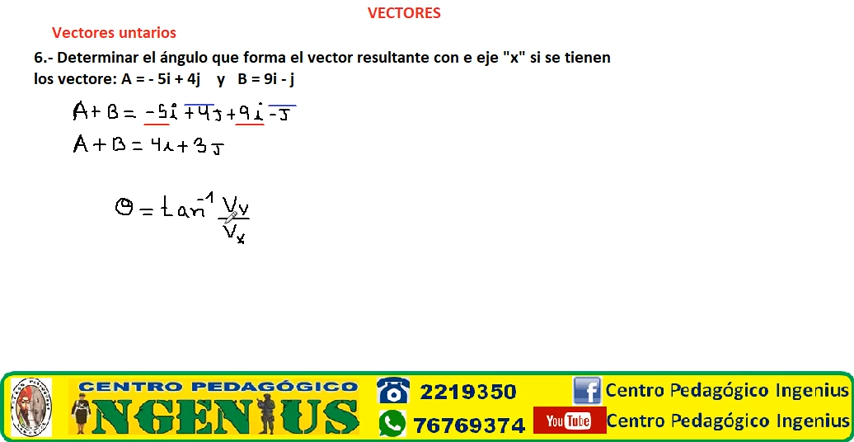 VECTORES
Vectores untarios
6.- Determinar el ángulo que forma el vector resultante con e eje "x" si se tienen
los vectore: A = - 5i + 4j y B = 9i - j
A + B = -5i + 4j + 9i - j
A + B = 4i + 3j
θ = tan⁻¹ Vy/Vx
CENTRO PEDAGÓGICO
INGENIUS
2219350
76769374
Centro Pedagógico Ingenius
You Tube Centro Pedagógico Ingenius